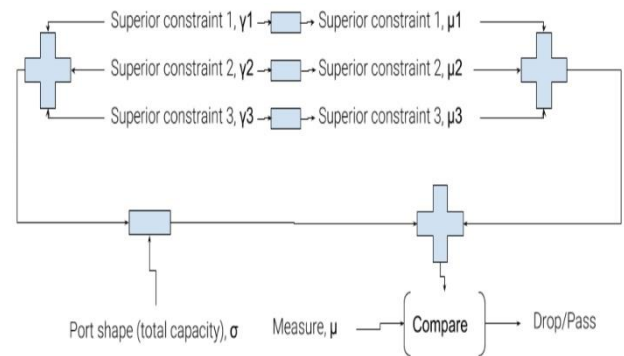 Superior constraint 1, γ1 Superior constraint 1, μ1
Superior constraint 2, γ2 Superior constraint 2, μ2
Superior constraint 3, γ3 Superior constraint 3, μ3
Port shape (total capacity), σ Measure, μ Compare Drop/Pass